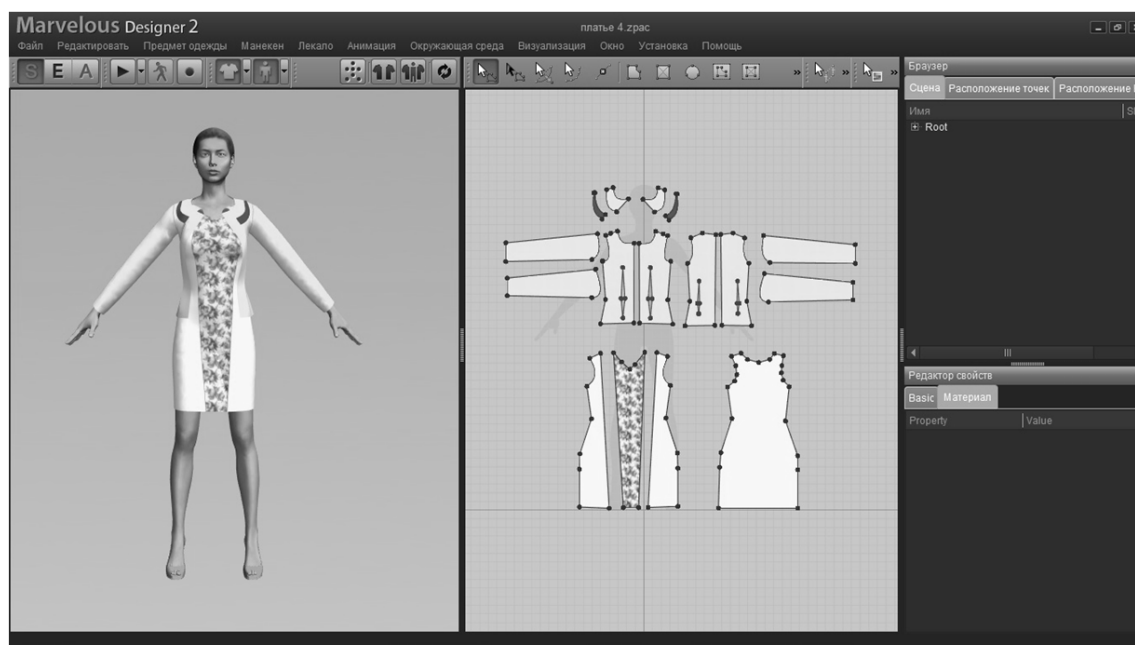 Marvelous Designer 2
платье 4.zpac
Файл Редактировать Предмет одежды Манекен Лекало Анимация Окружающая среда Визуализация Окно Установка Помощь
S E A
Браузер
Сцена Расположение точек Расположение
Имя
Root
Редактор свойств
Basic Материал
Property Value